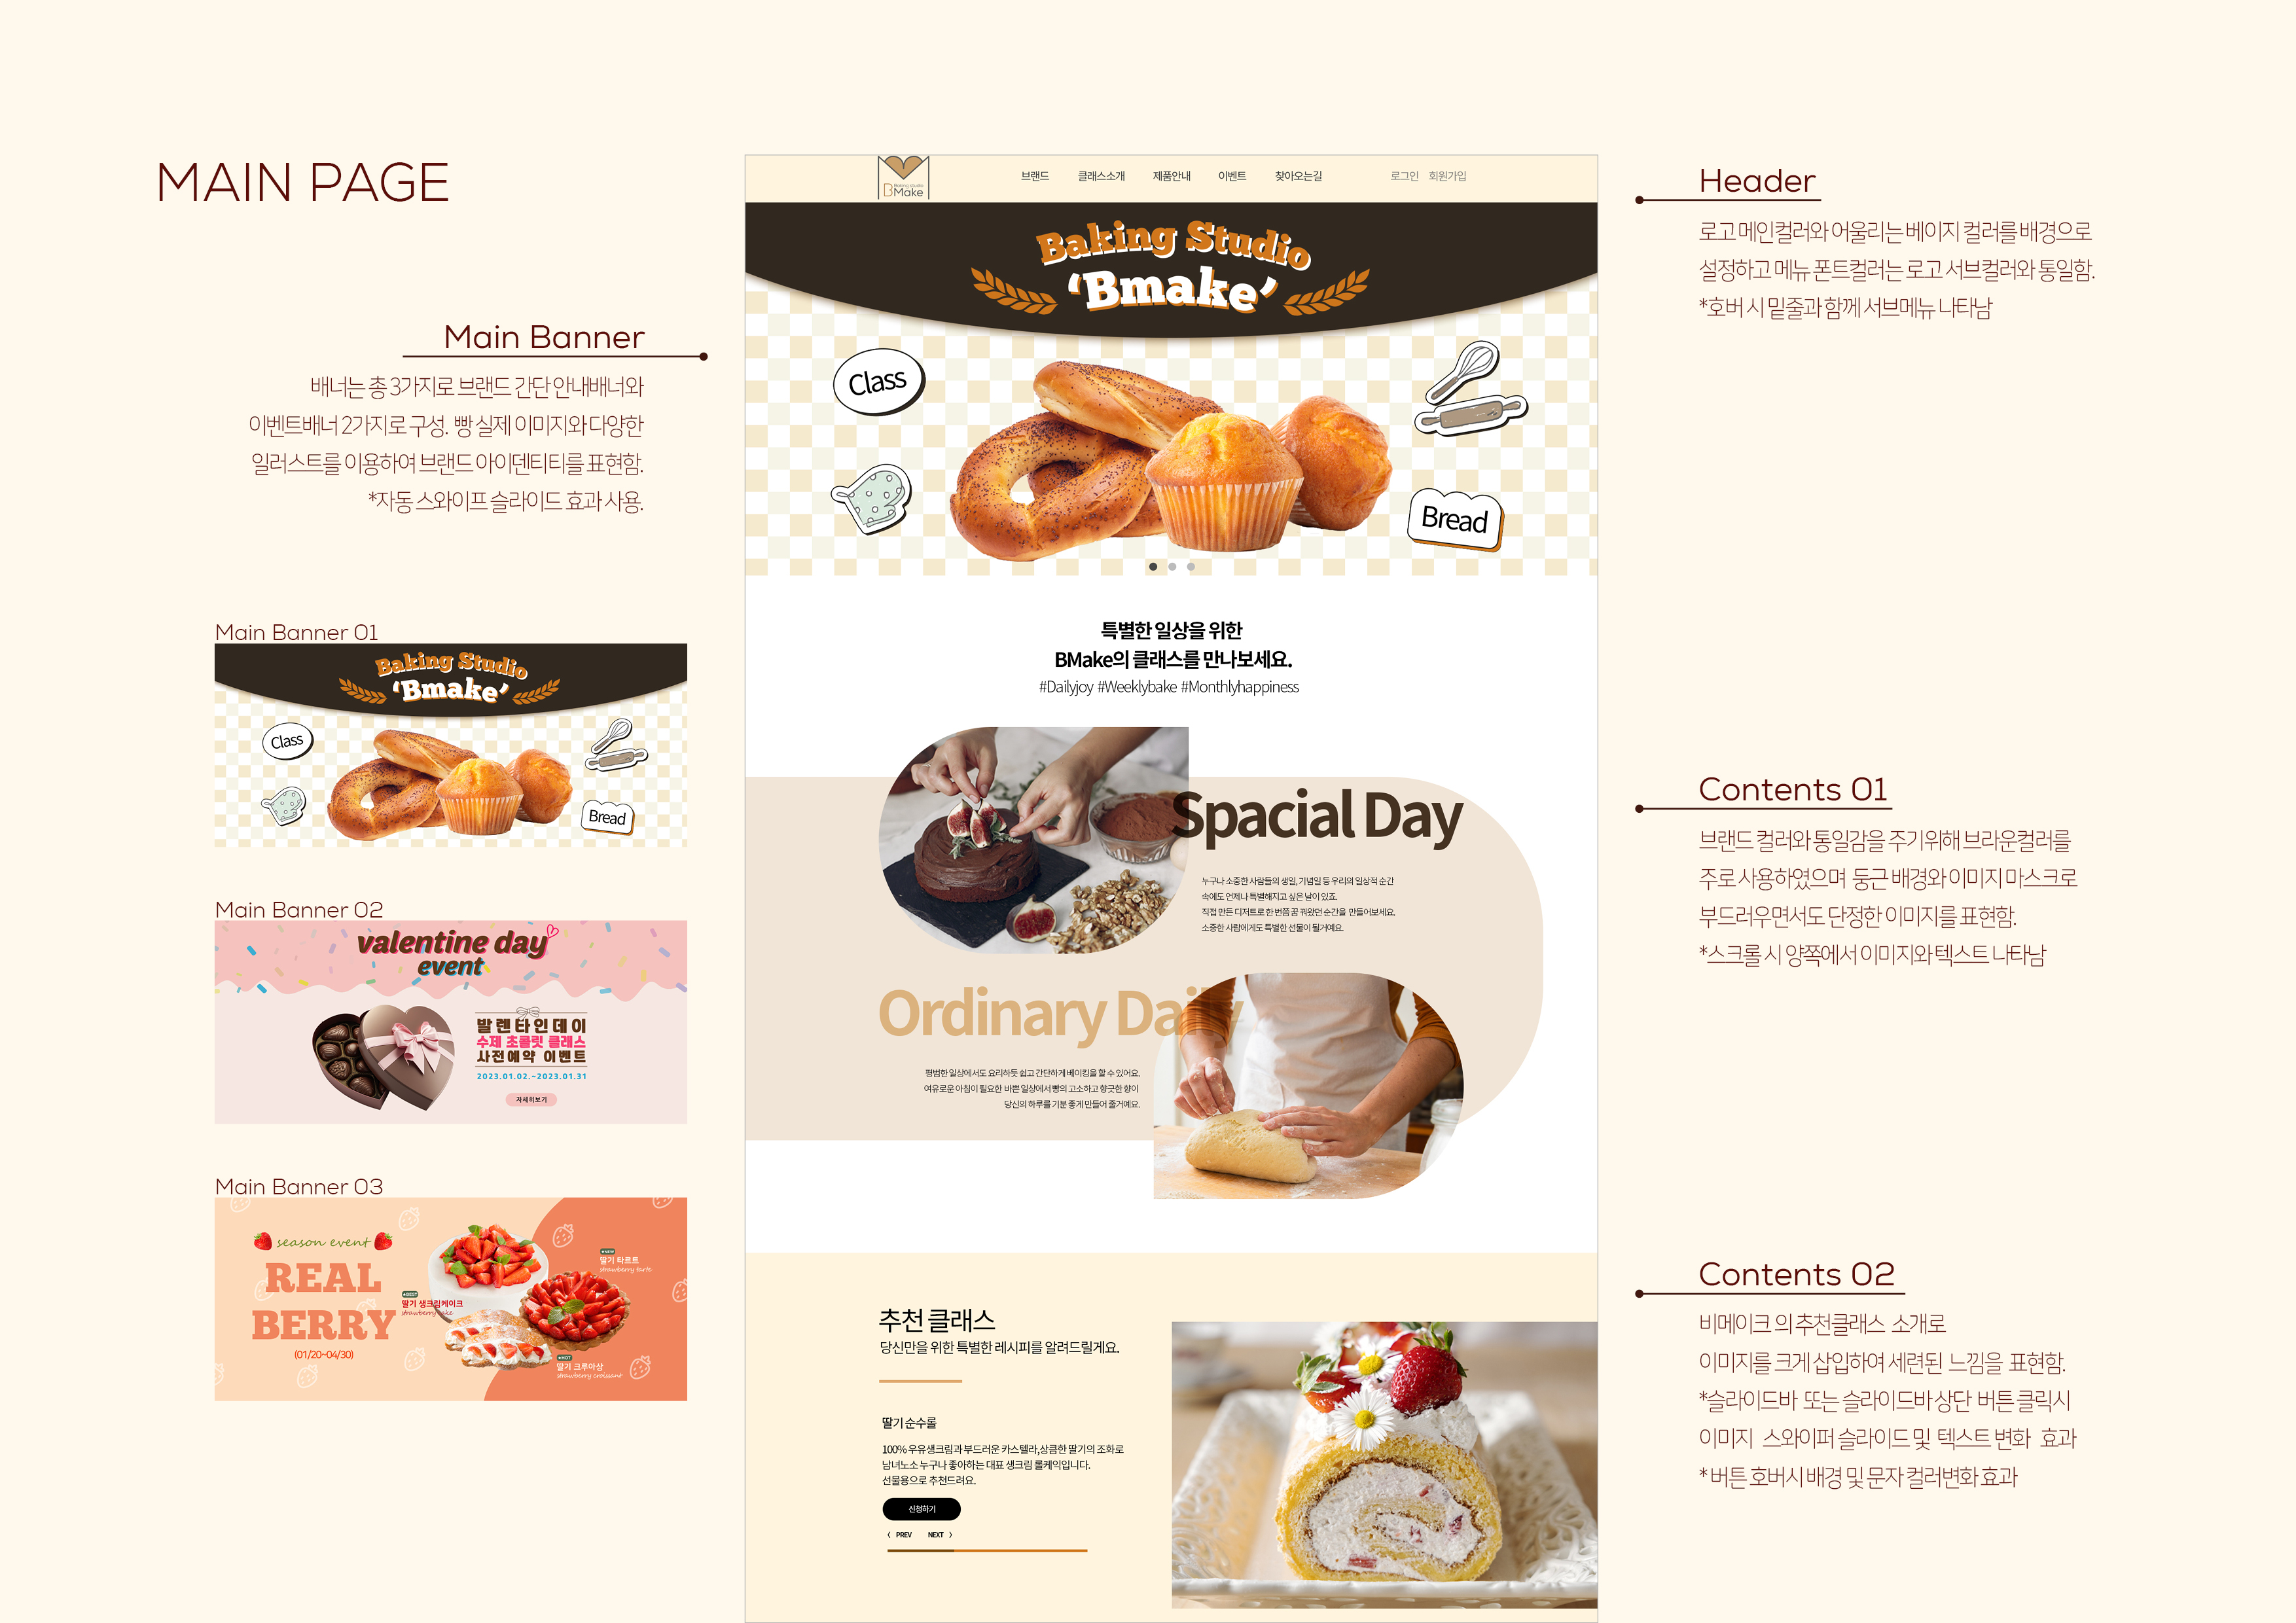 MAIN PAGE
Main Banner
배너는 총 3가지로 브랜드 간단 안내배너와
이벤트배너 2가지로 구성. 빵 실제 이미지와 다양한
일러스트를 이용하여 브랜드 아이덴티티를 표현함.
*자동 스와이프 슬라이드 효과 사용.
Main Banner 01
Baking Studio
‘Bmake’
Class
Bread
Main Banner 02
valentine day
event
발렌타인데이
수제 초콜릿 클래스
사전예약 이벤트
2023.01.02.~2023.01.31
자세히보기
Main Banner 03
season event
REAL
BERRY
(01/20~04/30)
NEW
딸기 타르트
strawberry tarte
BEST
딸기 생크림케이크
strawberry cake
HOT
딸기 크루아상
strawberry croissant
Baking studio
BMake
브랜드 클래스소개 제품안내 이벤트 찾아오는길 로그인 회원가입
Baking Studio
‘Bmake’
Class
Bread
특별한 일상을 위한
BMake의 클래스를 만나보세요.
#Dailyjoy #Weeklybake #Monthlyhappiness
Spacial Day
누구나 소중한 사람들의 생일, 기념일 등 우리의 일상적 순간
속에도 언제나 특별해지고 싶은 날이 있죠.
직접 만든 디저트로 한 번쯤 꿈 꿔왔던 순간을 만들어보세요.
소중한 사람에게도 특별한 선물이 될거예요.
Ordinary Daily
평범한 일상에서도 요리하듯 쉽고 간단하게 베이킹을 할 수 있어요.
여유로운 아침이 필요한 바쁜 일상에서 빵의 고소하고 향긋한 향이
당신의 하루를 기분 좋게 만들어 줄거예요.
추천 클래스
당신만을 위한 특별한 레시피를 알려드릴게요.
딸기 순수롤
100% 우유생크림과 부드러운 카스텔라,상큼한 딸기의 조화로
남녀노소 누구나 좋아하는 대표 생크림 롤케익입니다.
선물용으로 추천드려요.
신청하기
〈 PREV NEXT 〉
Header
로고 메인컬러와 어울리는 베이지 컬러를 배경으로
설정하고 메뉴 폰트컬러는 로고 서브컬러와 통일함.
*호버 시 밑줄과 함께 서브메뉴 나타남
Contents 01
브랜드 컬러와 통일감을 주기위해 브라운컬러를
주로 사용하였으며 둥근 배경와 이미지 마스크로
부드러우면서도 단정한 이미지를 표현함.
*스크롤 시 양쪽에서 이미지와 텍스트 나타남
Contents 02
비메이크 의 추천클래스 소개로
이미지를 크게 삽입하여 세련된 느낌을 표현함.
*슬라이드바 또는 슬라이드바 상단 버튼 클릭시
이미지 스와이퍼 슬라이드 및 텍스트 변화 효과
* 버튼 호버시 배경 및 문자 컬러변화 효과